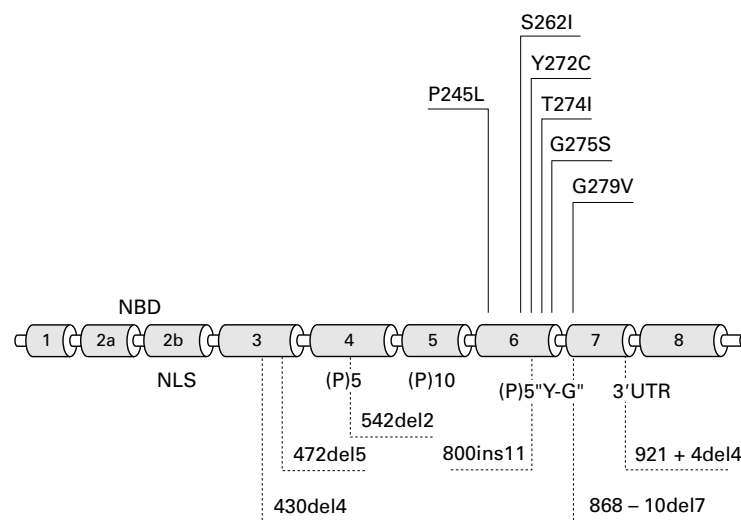 S262I
Y272C
P245L
T274I
G275S
G279V
NBD
1 2a 2b 3 4 5 6 7 8
NLS (P)5 (P)10 (P)5"Y-G" 3'UTR
542del2
472del5 800ins11 921 + 4del4
430del4 868 – 10del7